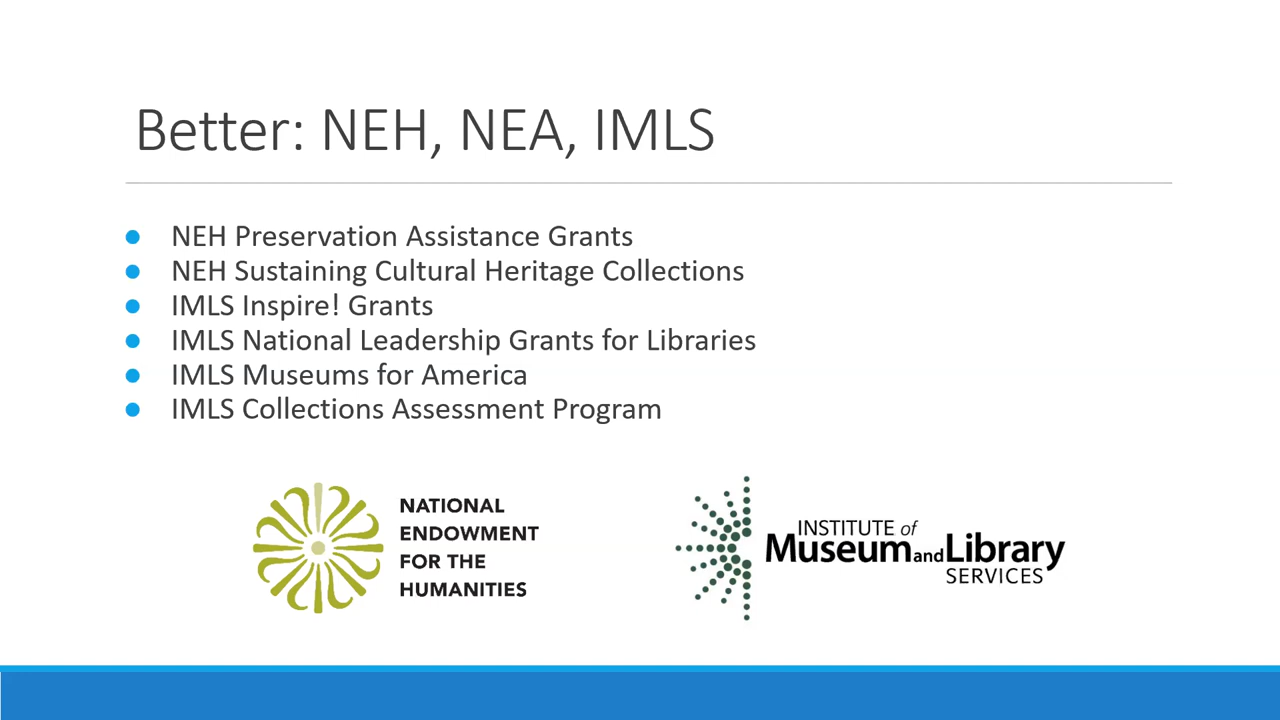 Better: NEH, NEA, IMLS
NEH Preservation Assistance Grants
NEH Sustaining Cultural Heritage Collections
IMLS Inspire! Grants
IMLS National Leadership Grants for Libraries
IMLS Museums for America
IMLS Collections Assessment Program
NATIONAL
ENDOWMENT
FOR THE
HUMANITIES
INSTITUTE of
Museum and Library
SERVICES